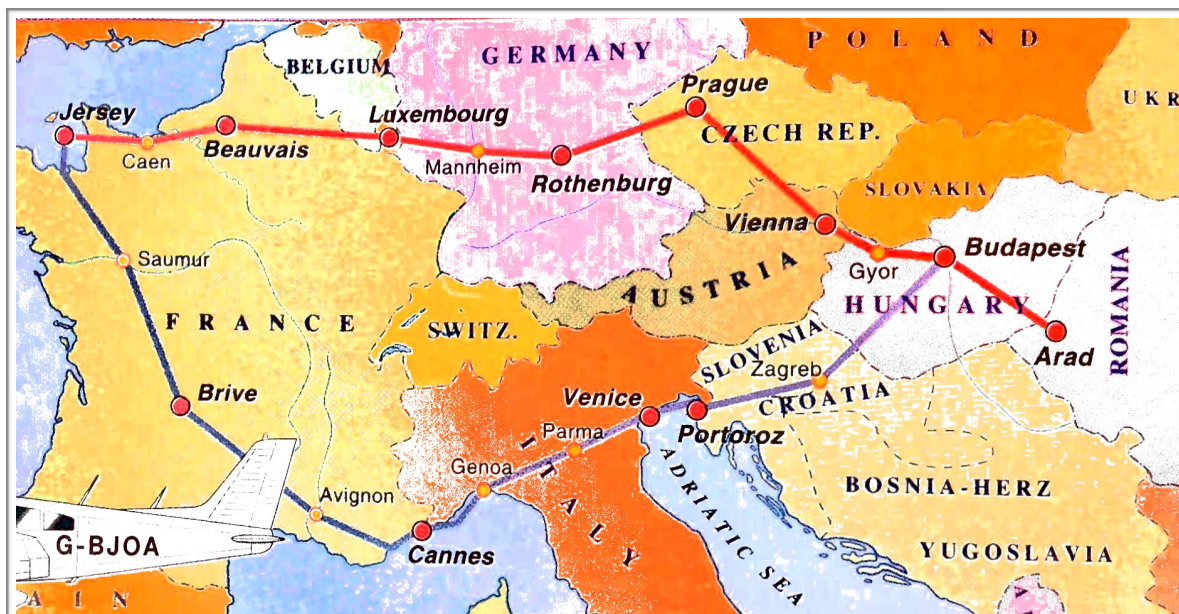 GERMANY
POLAND
BELGIUM
UKR
Prague
Jersey
Luxembourg
CZECH REP.
Caen
Beauvais
Mannheim
Rothenburg
SLOVAKIA
Vienna
Budapest
Saumur
Gyor
AUSTRIA
HUNGARY
ROMANIA
FRANCE
SWITZ.
SLOVENIA
Arad
Zagreb
CROATIA
Brive
Venice
Portoroz
Parma
ITALY
Genoa
ADRIATIC SEA
BOSNIA-HERZ
Avignon
Cannes
G-BJOA
YUGOSLAVIA
AIN